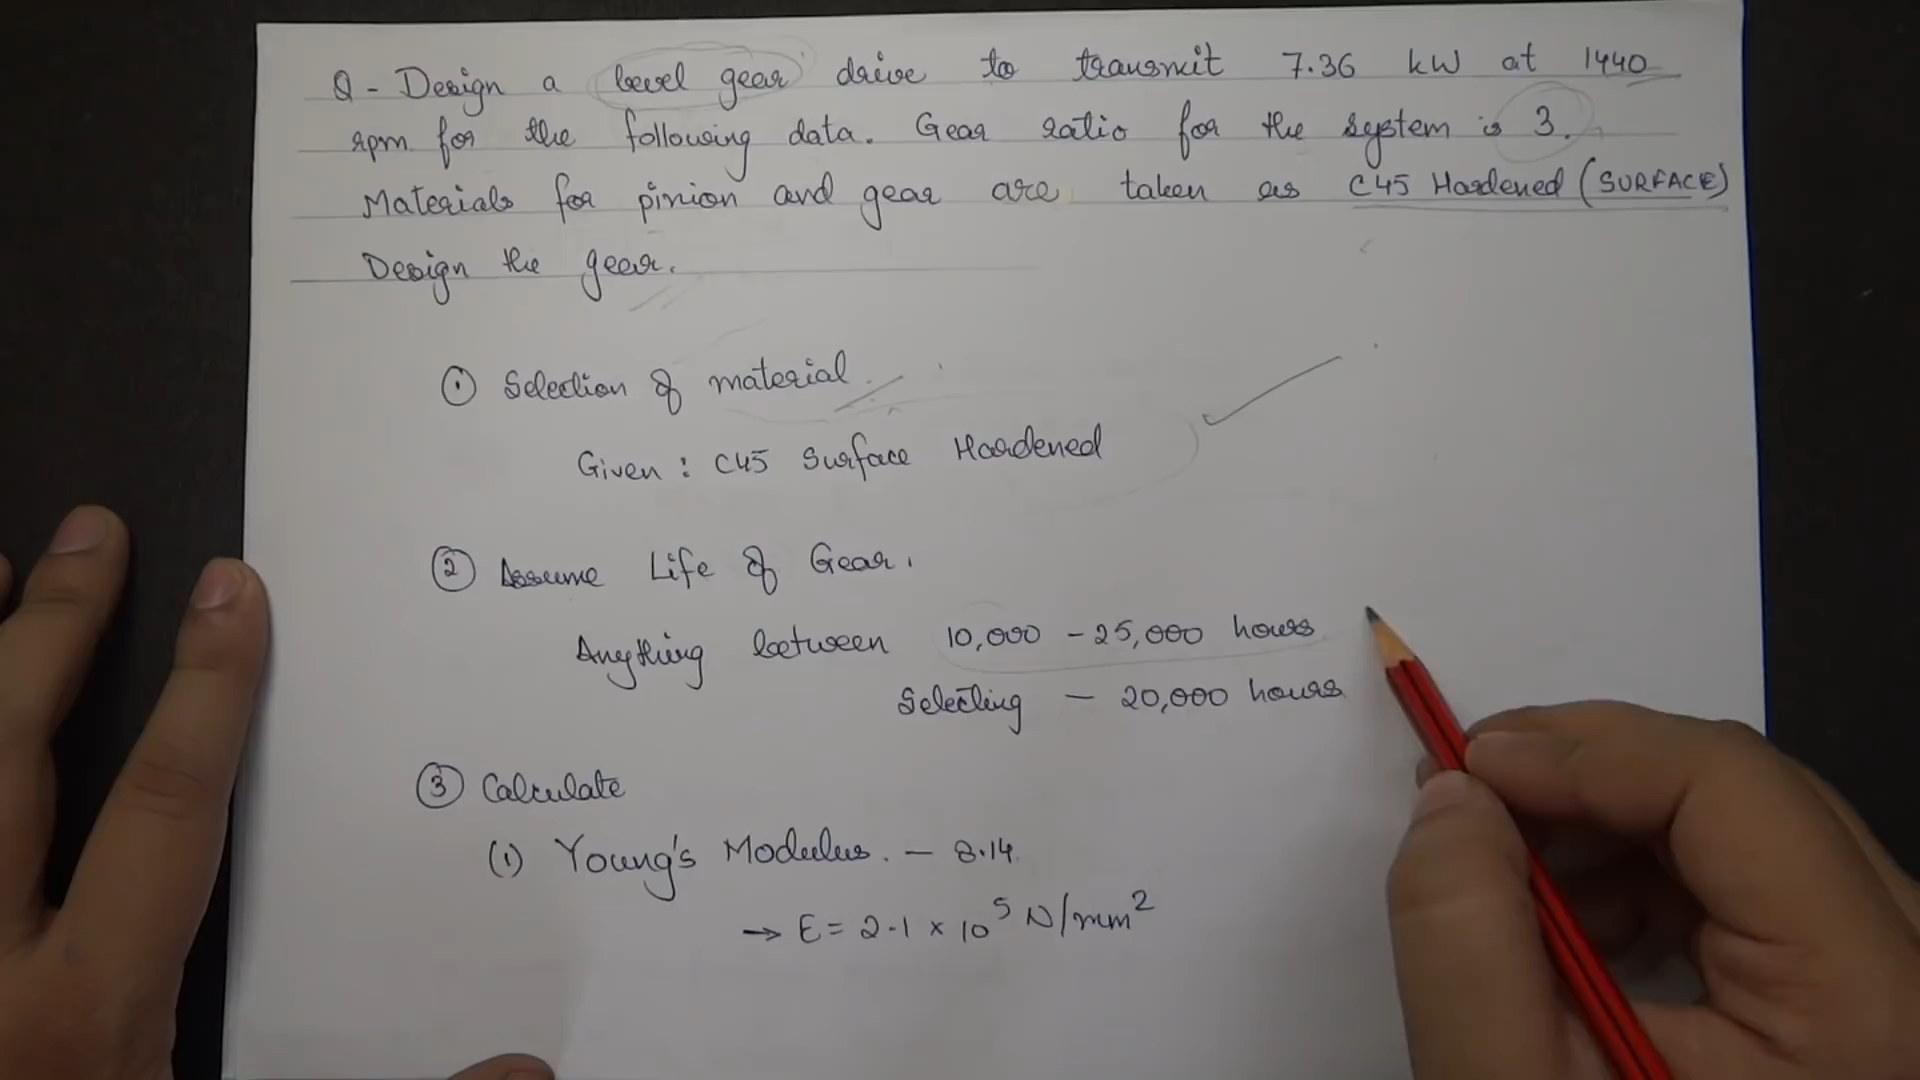 Q - Design a bevel gear drive to transmit 7.36 kW at 1440
rpm for the following data. Gear ratio for the system is 3.
Materials for pinion and gear are taken as C45 Hardened (SURFACE)
Design the gear.
① Selection of material.
Given : C45 Surface Hardened
② Assume Life of Gear.
Anything between 10,000 - 25,000 hours
Selecting - 20,000 hours
③ Calculate
(1) Young's Modulus. - 8.14.
→ E = 2.1 × 10⁵ N/mm²